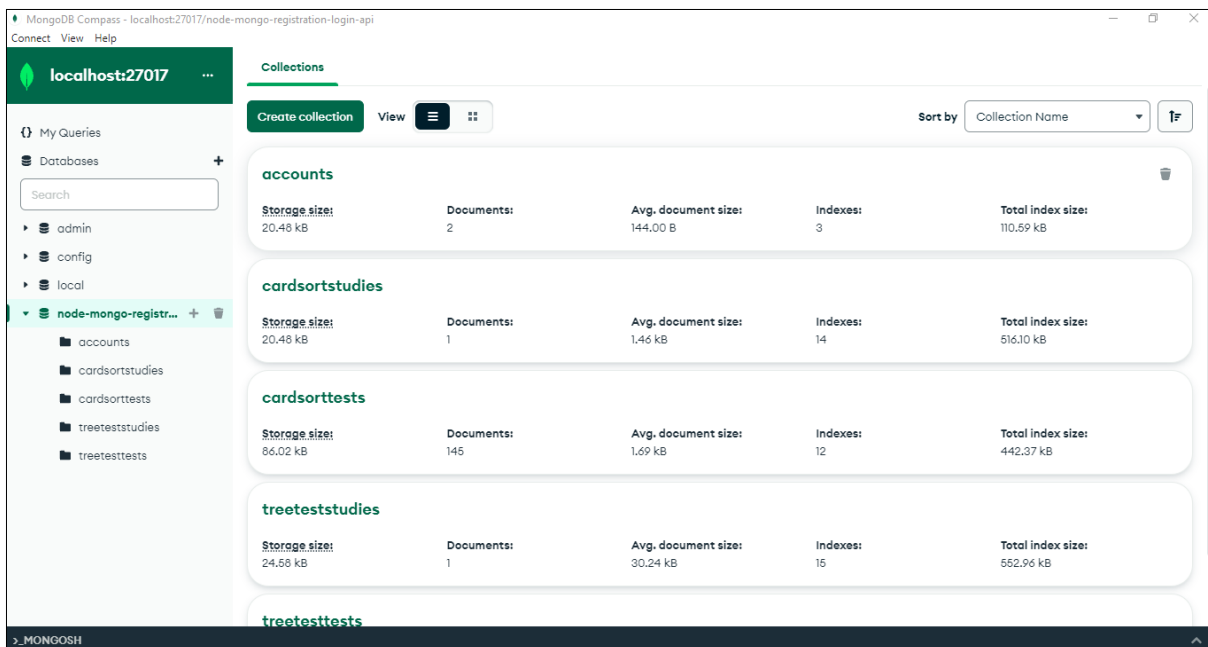 MongoDB Compass - localhost:27017/node-mongo-registration-login-api
Connect View Help
localhost:27017 ...
{} My Queries
Databases +
Search
admin
config
local
node-mongo-registr... +
accounts
cardsortstudies
cardsorttests
treeteststudies
treetesttests
Collections
Create collection View Sort by Collection Name
accounts
Storage size: Documents: Avg. document size: Indexes: Total index size:
20.48 kB 2 144.00 B 3 110.59 kB
cardsortstudies
Storage size: Documents: Avg. document size: Indexes: Total index size:
20.48 kB 1 1.46 kB 14 516.10 kB
cardsorttests
Storage size: Documents: Avg. document size: Indexes: Total index size:
86.02 kB 145 1.69 kB 12 442.37 kB
treeteststudies
Storage size: Documents: Avg. document size: Indexes: Total index size:
24.58 kB 1 30.24 kB 15 552.96 kB
treetesttests
>_MONGOSH